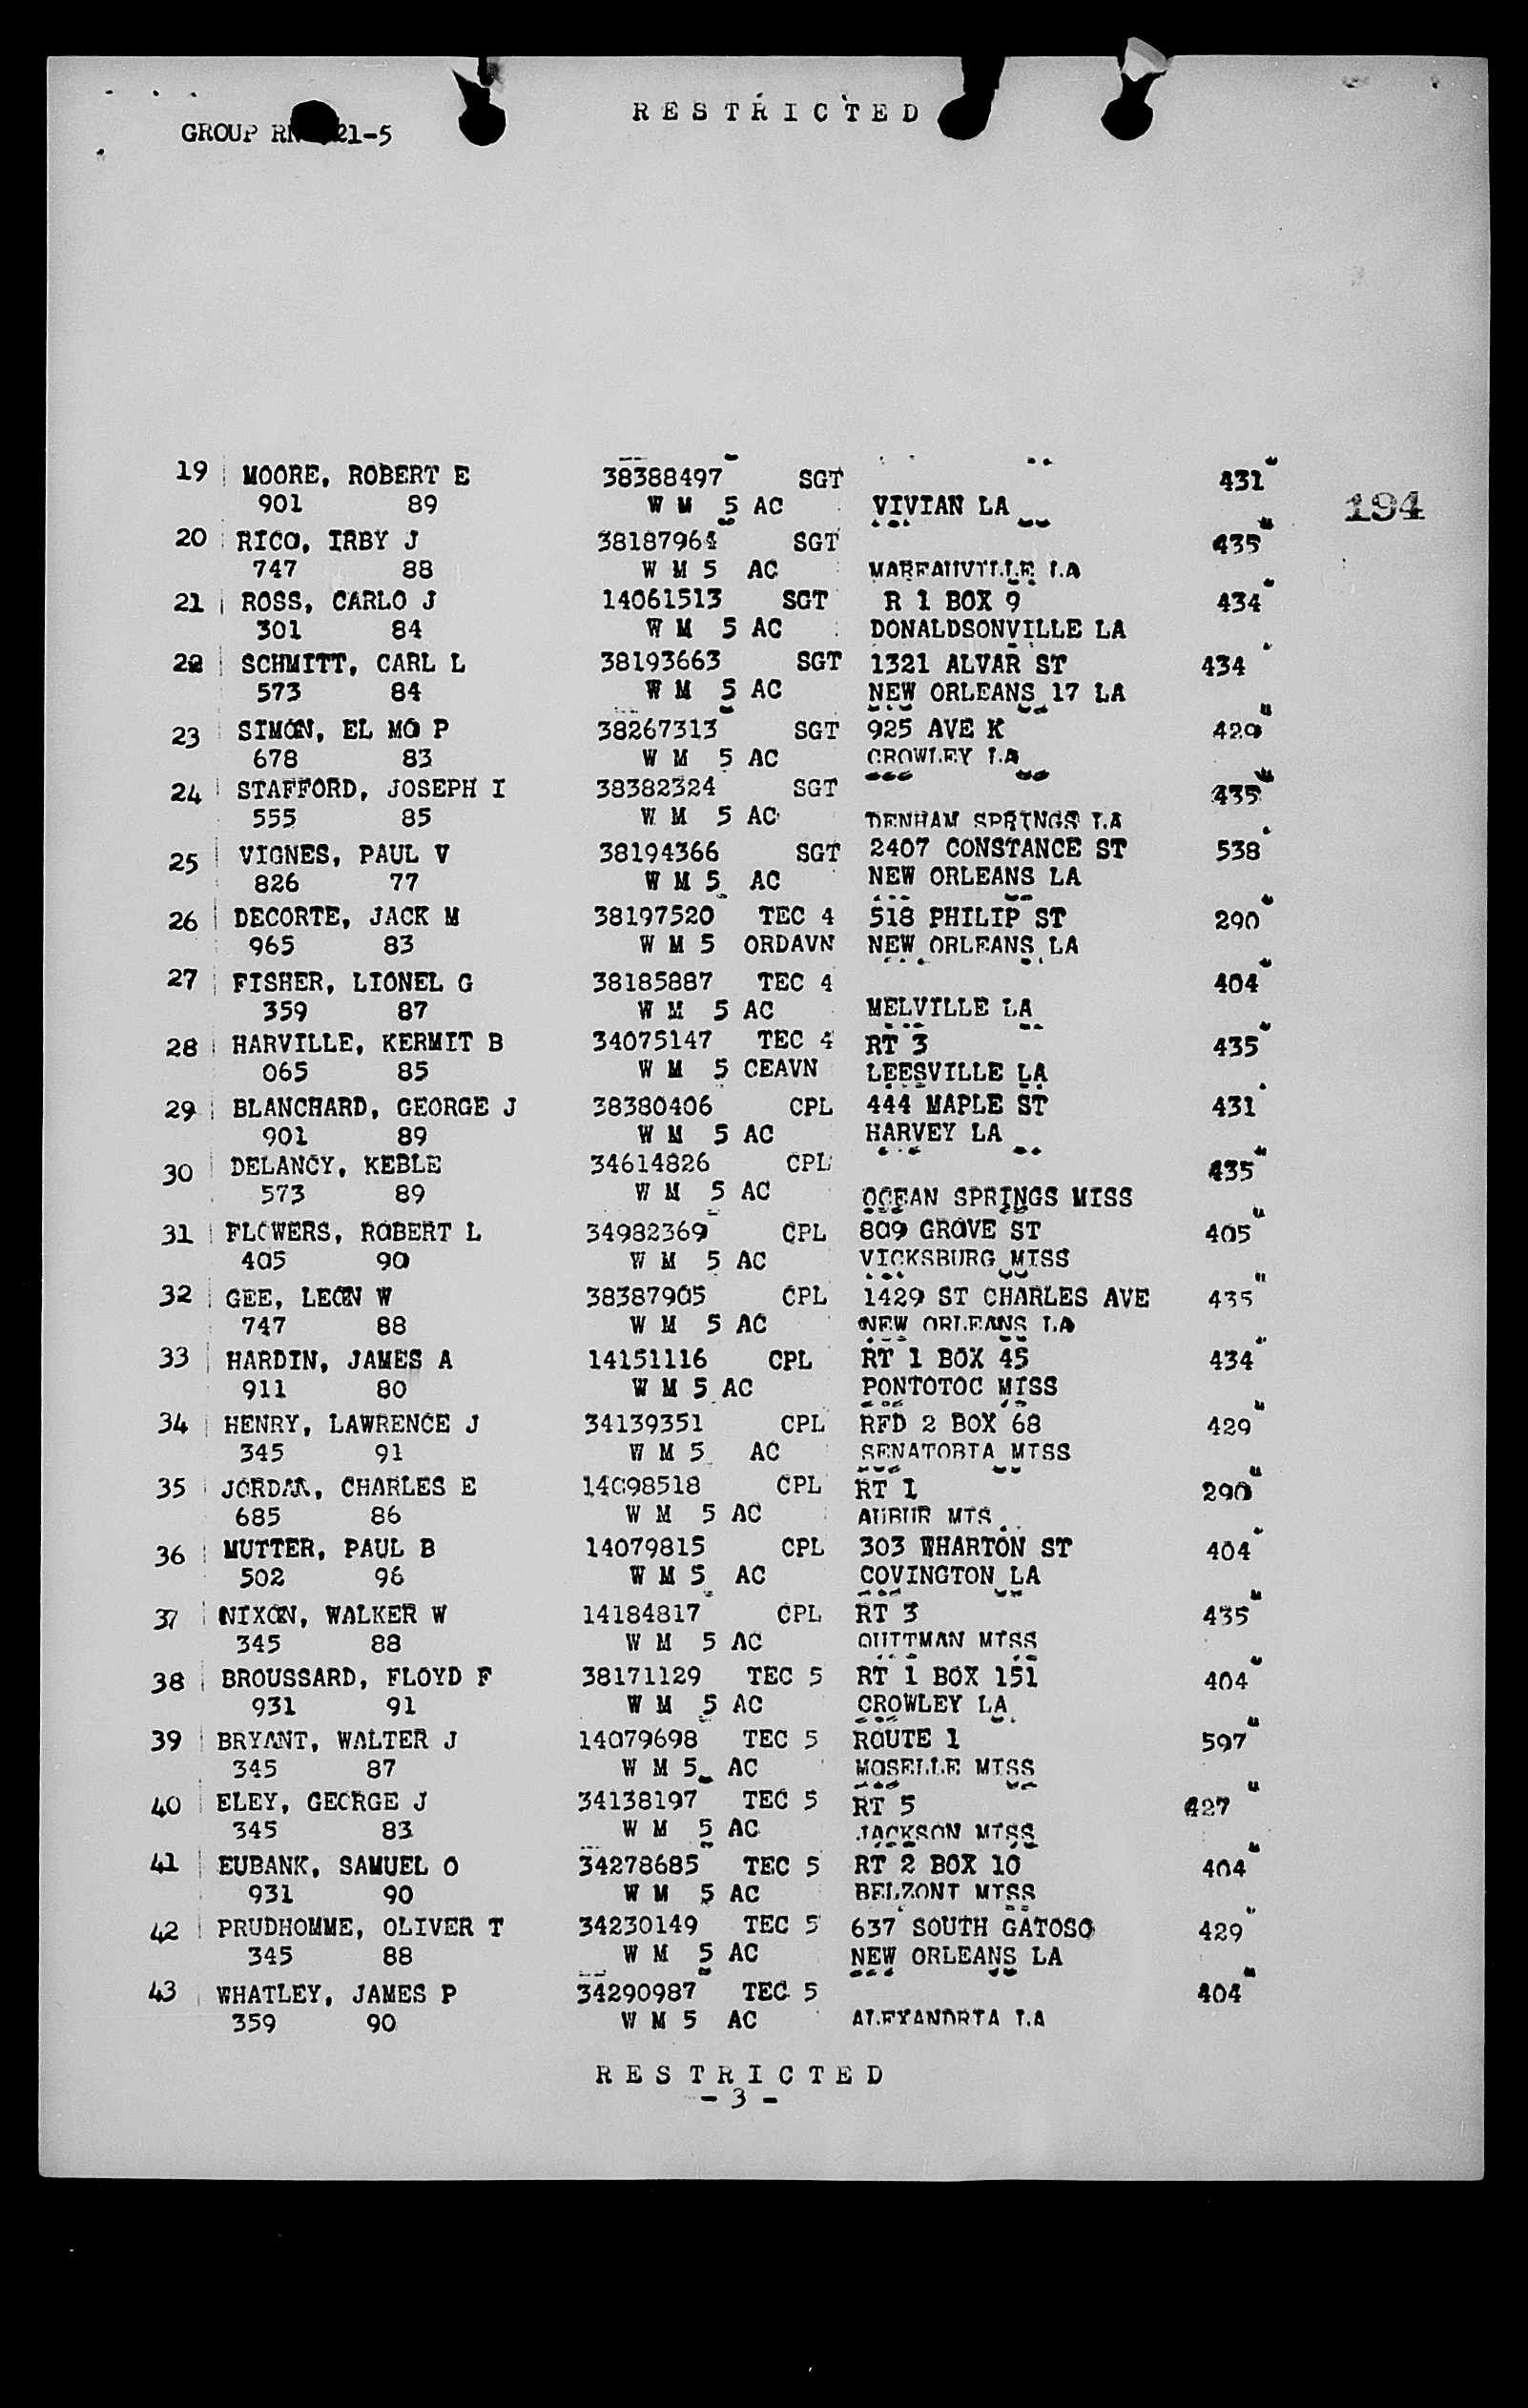 RESTRICTED
GROUP 21-5
19 MOORE, ROBERT E 38388497 SGT 431
901 89 W M 5 AC VIVIAN LA
194
20 RICO, IRBY J 38187964 SGT 435
747 88 W M 5 AC LA
21 ROSS, CARLO J 14061513 SGT R 1 BOX 9 434
301 84 W M 5 AC DONALDSONVILLE LA
22 SCHMITT, CARL L 38193663 SGT 1321 ALVAR ST 434
573 84 W M 5 AC NEW ORLEANS 17 LA
23 SIMON, EL MO P 38267313 SGT 925 AVE K 429
678 83 W M 5 AC CROWLEY LA
24 STAFFORD, JOSEPH I 38382324 SGT 435
555 85 W M 5 AC DENHAM SPRINGS LA
25 VIGNES, PAUL V 38194366 SGT 2407 CONSTANCE ST 538
826 77 W M 5 AC NEW ORLEANS LA
26 DECORTE, JACK M 38197520 TEC 4 518 PHILIP ST 290
965 83 W M 5 ORDAVN NEW ORLEANS LA
27 FISHER, LIONEL G 38185887 TEC 4 404
359 87 W M 5 AC MELVILLE LA
28 HARVILLE, KERMIT B 34075147 TEC 4 RT 3 435
065 85 W M 5 CEAVN LEESVILLE LA
29 BLANCHARD, GEORGE J 38380406 CPL 444 MAPLE ST 431
901 89 W M 5 AC HARVEY LA
30 DELANCY, KEBLE 34614826 CPL 435
573 89 W M 5 AC OCEAN SPRINGS MISS
31 FLOWERS, ROBERT L 34982369 CPL 809 GROVE ST 405
405 90 W M 5 AC VICKSBURG MISS
32 GEE, LEON W 38387905 CPL 1429 ST CHARLES AVE 435
747 88 W M 5 AC NEW ORLEANS LA
33 HARDIN, JAMES A 14151116 CPL RT 1 BOX 45 434
911 80 W M 5 AC PONTOTOC MISS
34 HENRY, LAWRENCE J 34139351 CPL RFD 2 BOX 68 429
345 91 W M 5 AC SENATOBIA MISS
35 JORDAN, CHARLES E 14098518 CPL RT 1 290
685 86 W M 5 AC AUBUR MIS
36 MUTTER, PAUL B 14079815 CPL 303 WHARTON ST 404
502 96 W M 5 AC COVINGTON LA
37 NIXON, WALKER W 14184817 CPL RT 3 435
345 88 W M 5 AC QUITMAN MISS
38 BROUSSARD, FLOYD F 38171129 TEC 5 RT 1 BOX 151 404
931 91 W M 5 AC CROWLEY LA
39 BRYANT, WALTER J 14079698 TEC 5 ROUTE 1 597
345 87 W M 5 AC MOSELLE MISS
40 ELEY, GEORGE J 34138197 TEC 5 RT 5 427
345 83 W M 5 AC JACKSON MISS
41 EUBANK, SAMUEL O 34278685 TEC 5 RT 2 BOX 10 404
931 90 W M 5 AC BELZONI MISS
42 PRUDHOMME, OLIVER T 34230149 TEC 5 637 SOUTH GATOSO 429
345 88 W M 5 AC NEW ORLEANS LA
43 WHATLEY, JAMES P 34290987 TEC 5 404
359 90 W M 5 AC ALEXANDRIA LA
RESTRICTED
- 3 -